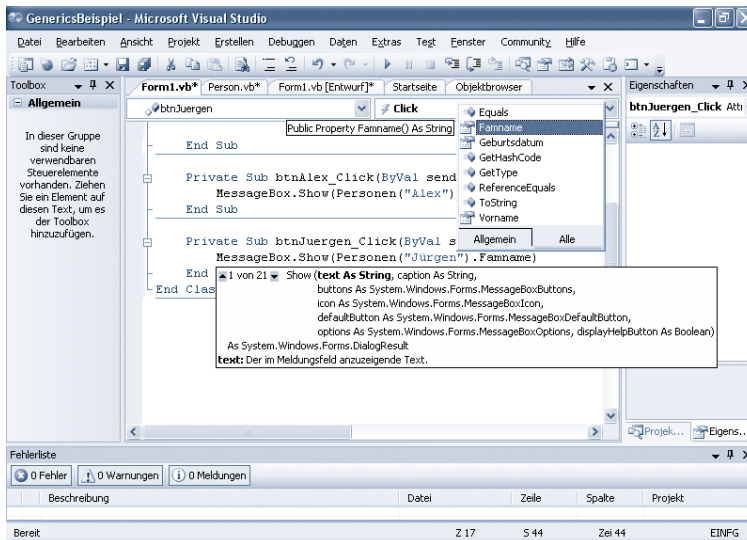 GenericsBeispiel - Microsoft Visual Studio
Datei Bearbeiten Ansicht Projekt Erstellen Debuggen Daten Extras Test Fenster Community Hilfe
Toolbox
Allgemein
In dieser Gruppe
sind keine
verwendbaren
Steuerelemente
vorhanden. Ziehen
Sie ein Element auf
diesen Text, um es
der Toolbox
hinzuzufügen.
Form1.vb* Person.vb* Form1.vb [Entwurf]* Startseite Objektbrowser
btnJuergen Click
Public Property Famname() As String
Equals
Famname
Geburtsdatum
GetHashCode
GetType
ReferenceEquals
ToString
Vorname
Allgemein Alle
End Sub
Private Sub btnAlex_Click(ByVal send
MessageBox.Show(Personen("Alex")
End Sub
Private Sub btnJuergen_Click(ByVal s
MessageBox.Show(Personen("Jürgen").Famname)
End
End Clas
1 von 21 Show (text As String, caption As String,
buttons As System.Windows.Forms.MessageBoxButtons,
icon As System.Windows.Forms.MessageBoxIcon,
defaultButton As System.Windows.Forms.MessageBoxDefaultButton,
options As System.Windows.Forms.MessageBoxOptions, displayHelpButton As Boolean)
As System.Windows.Forms.DialogResult
text: Der im Meldungsfeld anzuzeigende Text.
Eigenschaften
btnJuergen_Click Att
Projek... Eigens...
Fehlerliste
0 Fehler 0 Warnungen 0 Meldungen
Beschreibung Datei Zeile Spalte Projekt
Bereit Z 17 S 44 Zei 44 EINFG